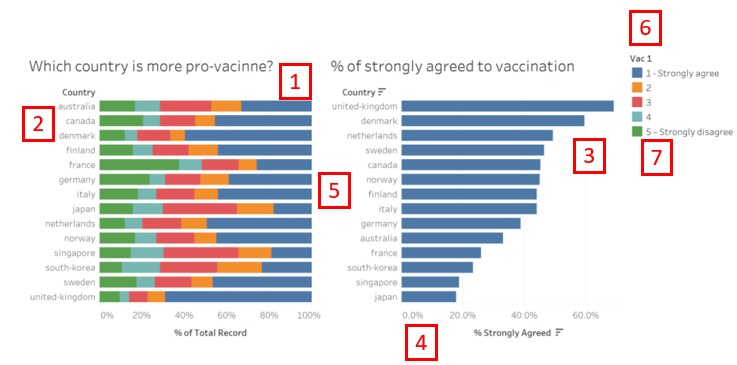 6
Which country is more pro-vacinne?
% of strongly agreed to vaccination
Vac 1
1 - Strongly agree
2
3
4
5 – Strongly disagree
7
1
2
3
5
4
Country
australia
canada
denmark
finland
france
germany
italy
japan
netherlands
norway
singapore
south-korea
sweden
united-kingdom
0%
20%
40%
60%
80%
100%
% of Total Record
Country
united-kingdom
denmark
netherlands
sweden
canada
norway
finland
italy
germany
australia
france
south-korea
singapore
japan
0.0%
20.0%
40.0%
60.0%
% Strongly Agreed